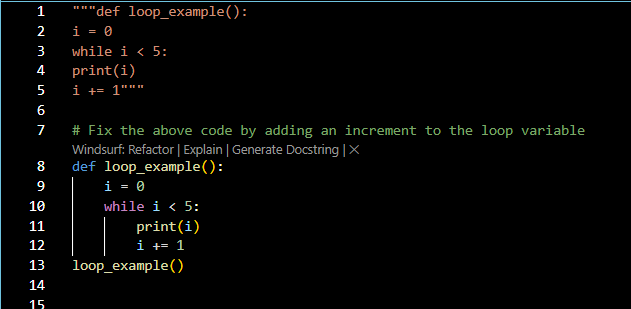 1 """def loop_example():
2 i = 0
3 while i < 5:
4 print(i)
5 i += 1"""
6
7 # Fix the above code by adding an increment to the loop variable
Windsurf: Refactor | Explain | Generate Docstring | ✕
8 def loop_example():
9     i = 0
10     while i < 5:
11         print(i)
12         i += 1
13 loop_example()
14
15